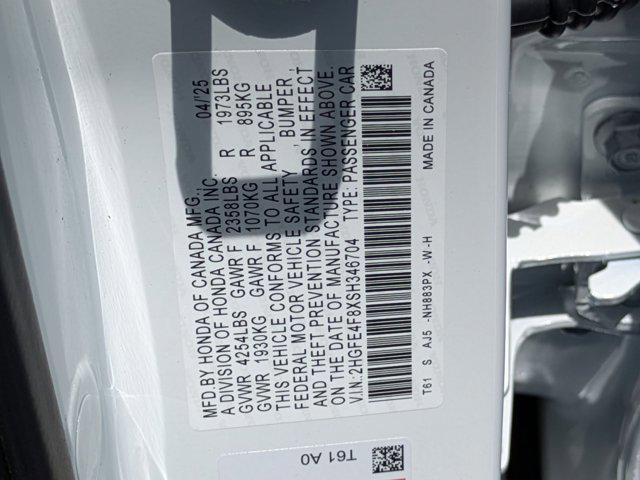 MFD.BY HONDA OF CANADA MFG., 04/25
A DIVISION OF HONDA CANADA INC.
GVWR 4254LBS GAWR F 2358LBS R 1973LBS
GVWR 1930KG GAWR F 1070KG R 895KG
THIS VEHICLE CONFORMS TO ALL APPLICABLE
FEDERAL MOTOR VEHICLE SAFETY , BUMPER ,
AND THEFT PREVENTION STANDARDS IN EFFECT
ON THE DATE OF MANUFACTURE SHOWN ABOVE.
V.I.N.:2HGFE4F8XSH346704 TYPE: PASSENGER CAR
T61 S AJ5 -NH883PX -W-H MADE IN CANADA
T61 A0